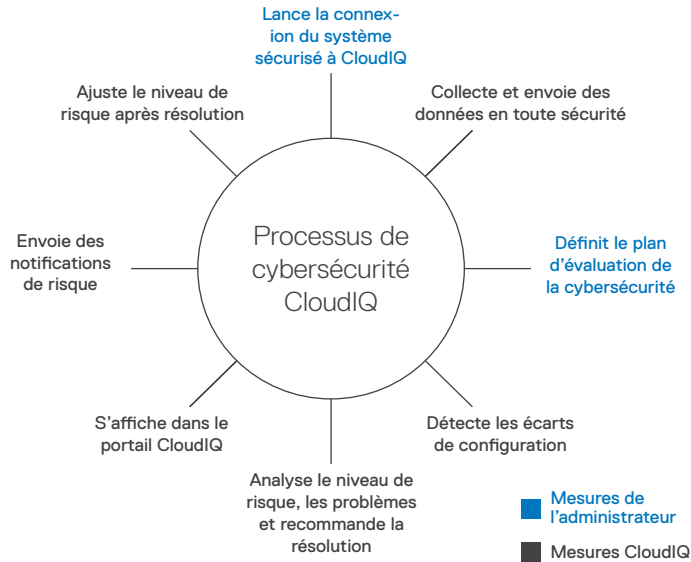 Lance la connex-
ion du système
sécurisé à CloudIQ
Collecte et envoie des
données en toute sécurité
Définit le plan
d’évaluation de
la cybersécurité
Détecte les écarts
de configuration
Analyse le niveau de
risque, les problèmes
et recommande la
résolution
S’affiche dans le
portail CloudIQ
Envoie des
notifications
de risque
Ajuste le niveau de
risque après résolution
Processus de
cybersécurité
CloudIQ
Mesures de
l’administrateur
Mesures CloudIQ